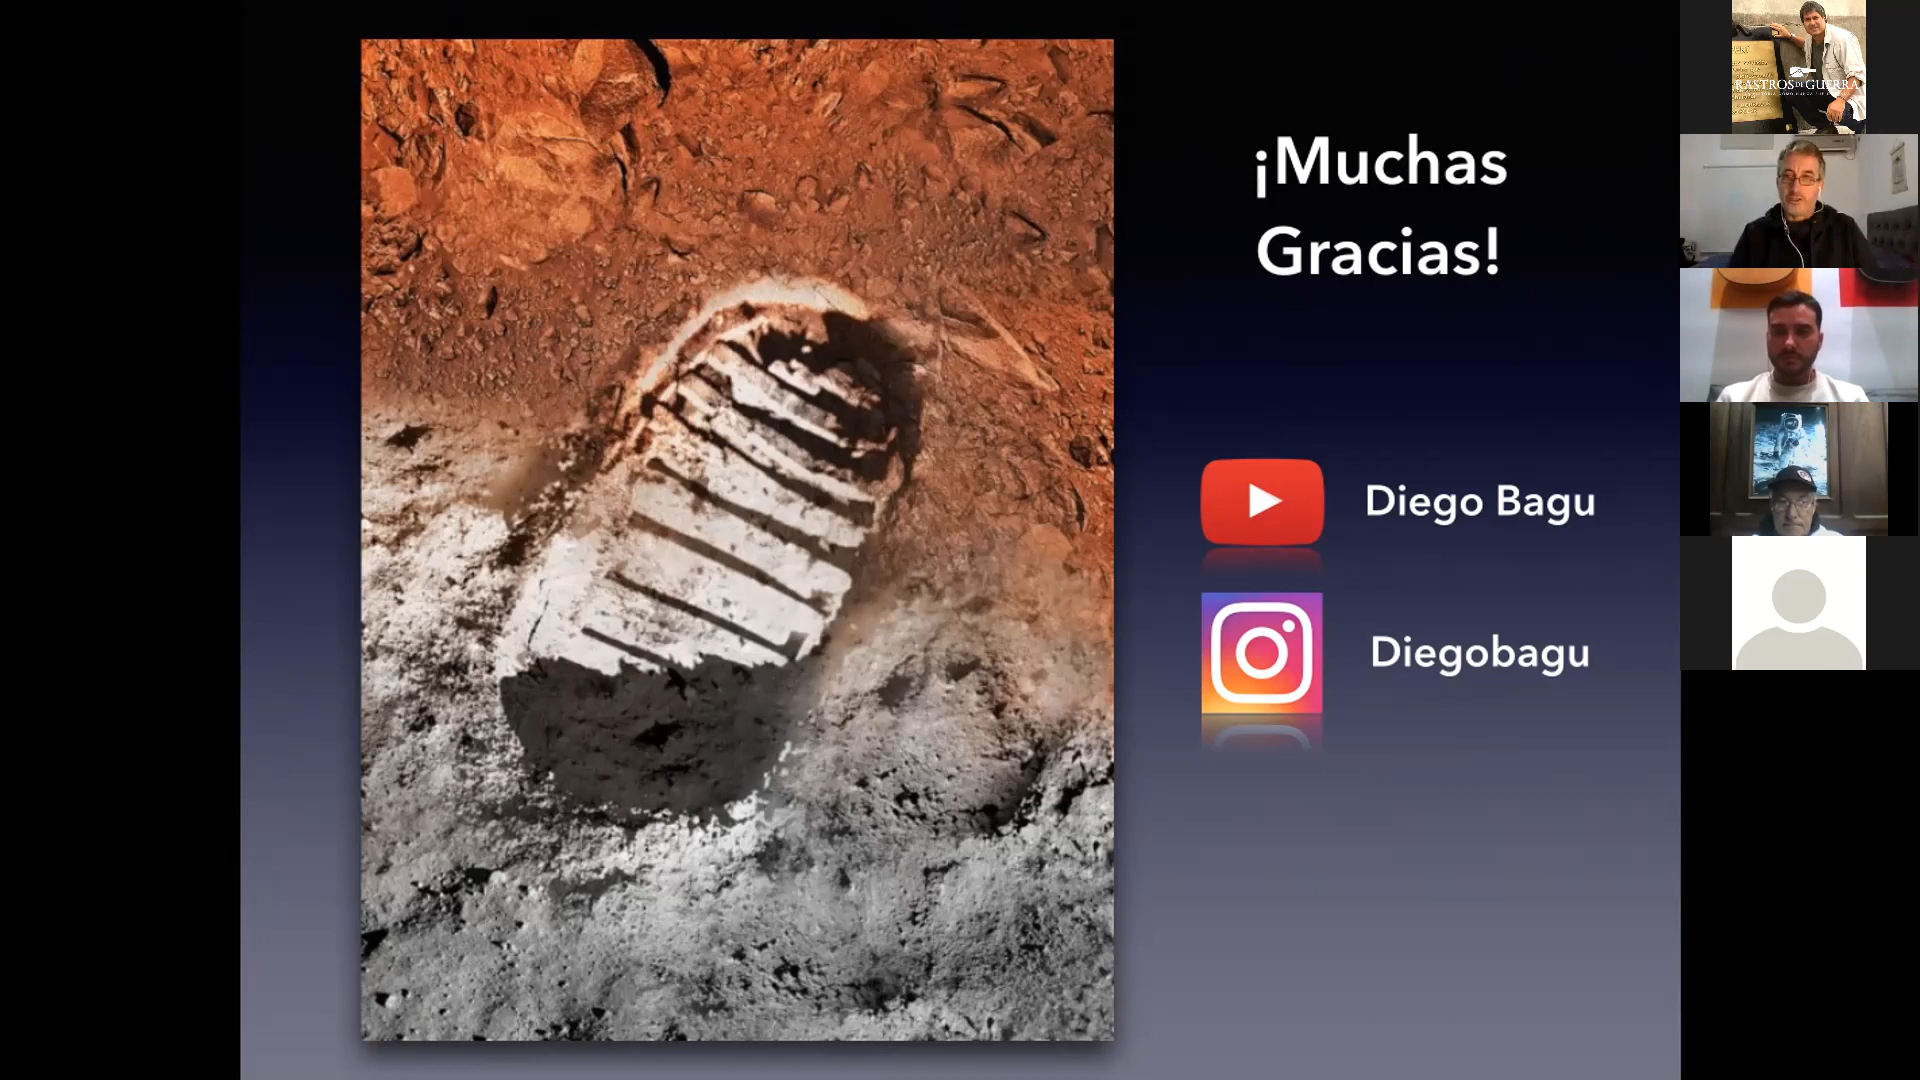 ¡Muchas
Gracias!
Diego Bagu
Diegobagu
RASTROS DE GUERRA